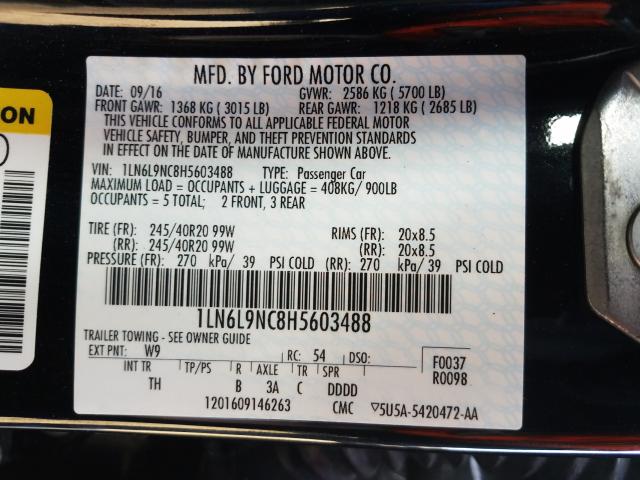 MFD. BY FORD MOTOR CO.
DATE: 09/16 GVWR: 2586 KG ( 5700 LB)
FRONT GAWR: 1368 KG ( 3015 LB) REAR GAWR: 1218 KG ( 2685 LB)
THIS VEHICLE CONFORMS TO ALL APPLICABLE FEDERAL MOTOR
VEHICLE SAFETY, BUMPER, AND THEFT PREVENTION STANDARDS
IN EFFECT ON THE DATE OF MANUFACTURE SHOWN ABOVE.
VIN: 1LN6L9NC8H5603488 TYPE: Passenger Car
MAXIMUM LOAD = OCCUPANTS + LUGGAGE = 408KG/ 900LB
OCCUPANTS = 5 TOTAL; 2 FRONT, 3 REAR
TIRE (FR): 245/40R20 99W RIMS (FR): 20x8.5
(RR): 245/40R20 99W (RR): 20x8.5
PRESSURE (FR): 270 kPa/ 39 PSI COLD (RR): 270 kPa/ 39 PSI COLD
1LN6L9NC8H5603488
TRAILER TOWING - SEE OWNER GUIDE
EXT PNT: W9 RC: 54 DSO: F0037
INT TR TP/PS R AXLE TR SPR R0098
TH B 3A C DDDD
1201609146263 CMC ▽5U5A-5420472-AA
ION